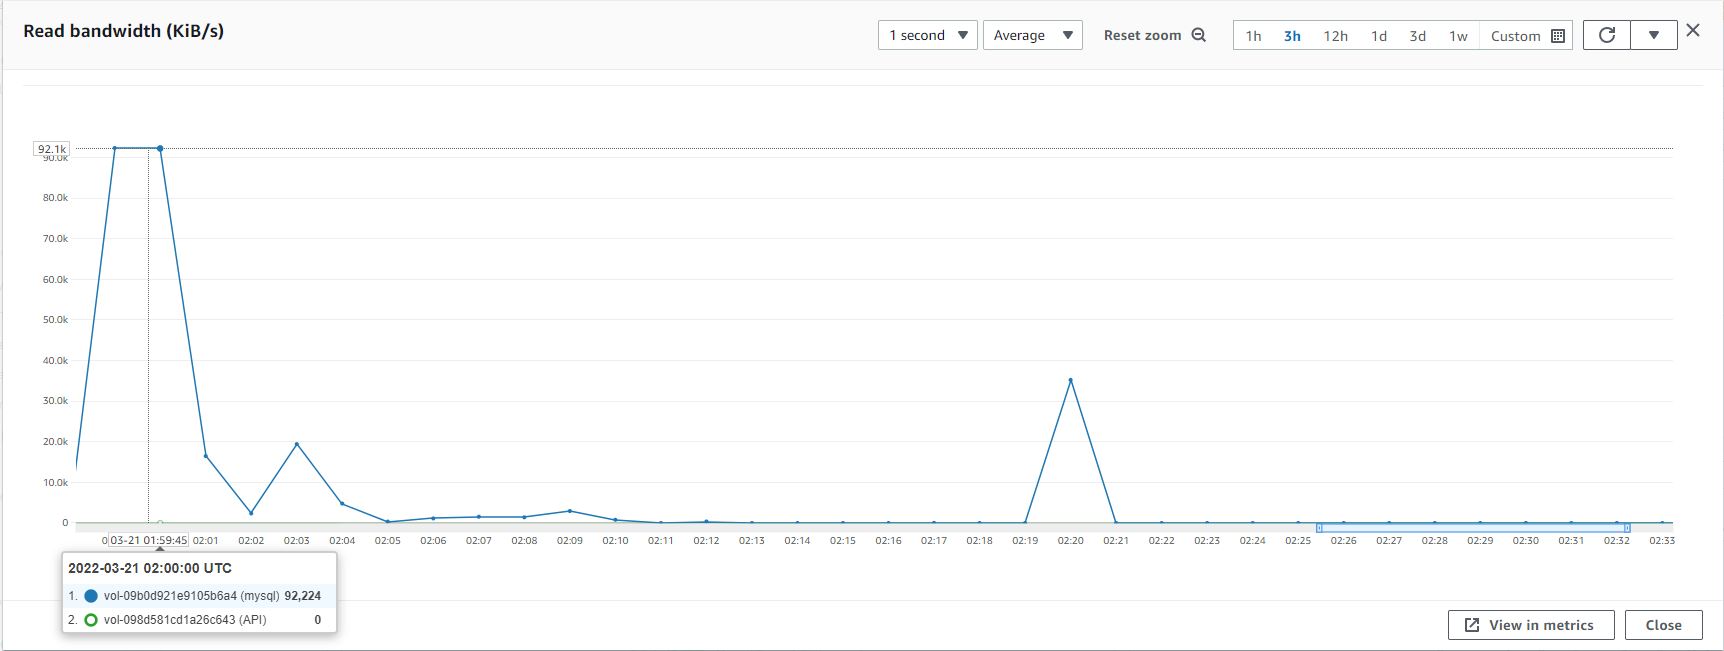 Read bandwidth (KiB/s)
1 second
Average
Reset zoom
1h 3h 12h 1d 3d 1w Custom
92.1k
90.0k
80.0k
70.0k
60.0k
50.0k
40.0k
30.0k
20.0k
10.0k
0
0 03-21 01:59:45 02:01 02:02 02:03 02:04 02:05 02:06 02:07 02:08 02:09 02:10 02:11 02:12 02:13 02:14 02:15 02:16 02:17 02:18 02:19 02:20 02:21 02:22 02:23 02:24 02:25 02:26 02:27 02:28 02:29 02:30 02:31 02:32 02:33
2022-03-21 02:00:00 UTC
1. vol-09b0d921e9105b6a4 (mysql) 92,224
2. vol-098d581cd1a26c643 (API) 0
View in metrics
Close